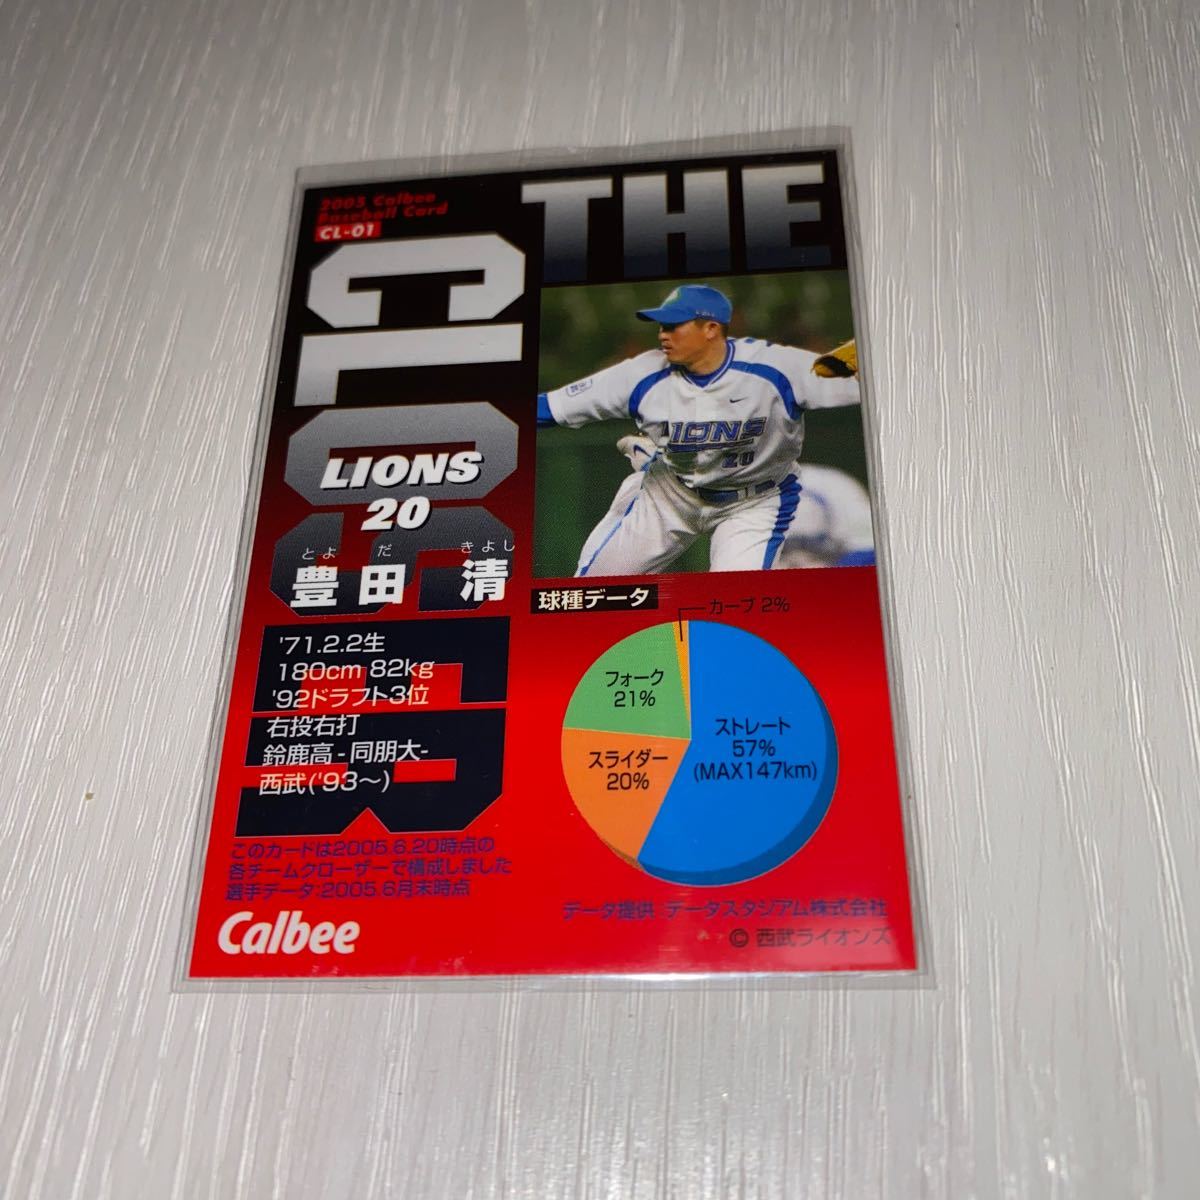 2005 Calbee
Baseball Card
CL-01
THE
CLOSER
LIONS
20
とよ だ きよし
豊田 清
'71.2.2生
180cm 82kg
'92ドラフト3位
右投右打
鈴鹿高-同朋大-
西武('93〜)
このカードは2005.6.20時点の
各チームクローザーで構成しました
選手データ:2005.6月末時点
Calbee
LIONS
20
球種データ
カーブ 2%
フォーク
21%
スライダー
20%
ストレート
57%
(MAX147km)
データ提供:データスタジアム株式会社
© 西武ライオンズ